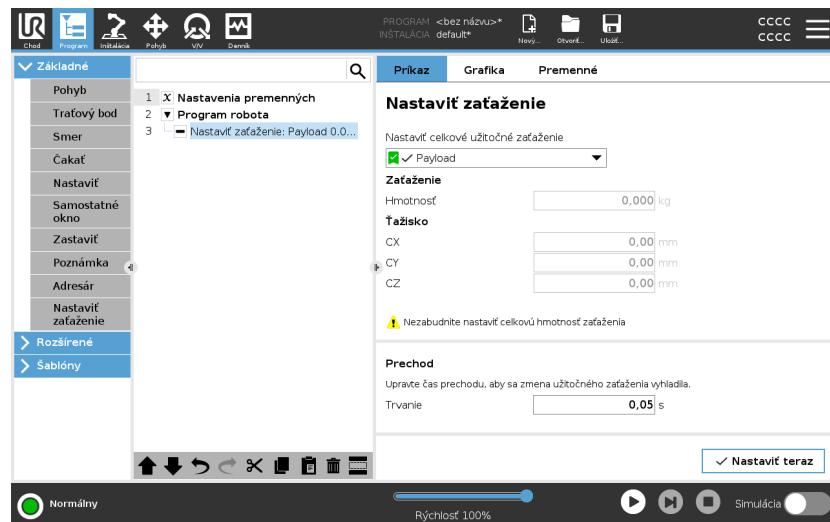 UR
Chod
Program
Inštalácia
Pohyb
V/V
Denník
PROGRAM <bez názvu>*
INŠTALÁCIA default*
Nový...
Otvoriť...
Uložiť...
CCCC
CCCC
Základné
Pohyb
Traťový bod
Smer
Čakať
Nastaviť
Samostatné
okno
Zastaviť
Poznámka
Adresár
Nastaviť
zaťaženie
Rozšírené
Šablóny
1 X Nastavenia premenných
2 Program robota
3 Nastaviť zaťaženie: Payload 0.0...
Príkaz Grafika Premenné
Nastaviť zaťaženie
Nastaviť celkové užitočné zaťaženie
Payload
Zaťaženie
Hmotnosť 0,000 kg
Ťažisko
CX 0,00 mm
CY 0,00 mm
CZ 0,00 mm
Nezabudnite nastaviť celkovú hmotnosť zaťaženia
Prechod
Upravte čas prechodu, aby sa zmena užitočného zaťaženia vyhladila.
Trvanie 0,05 s
Nastaviť teraz
Normálny
Rýchlosť 100%
Simulácia